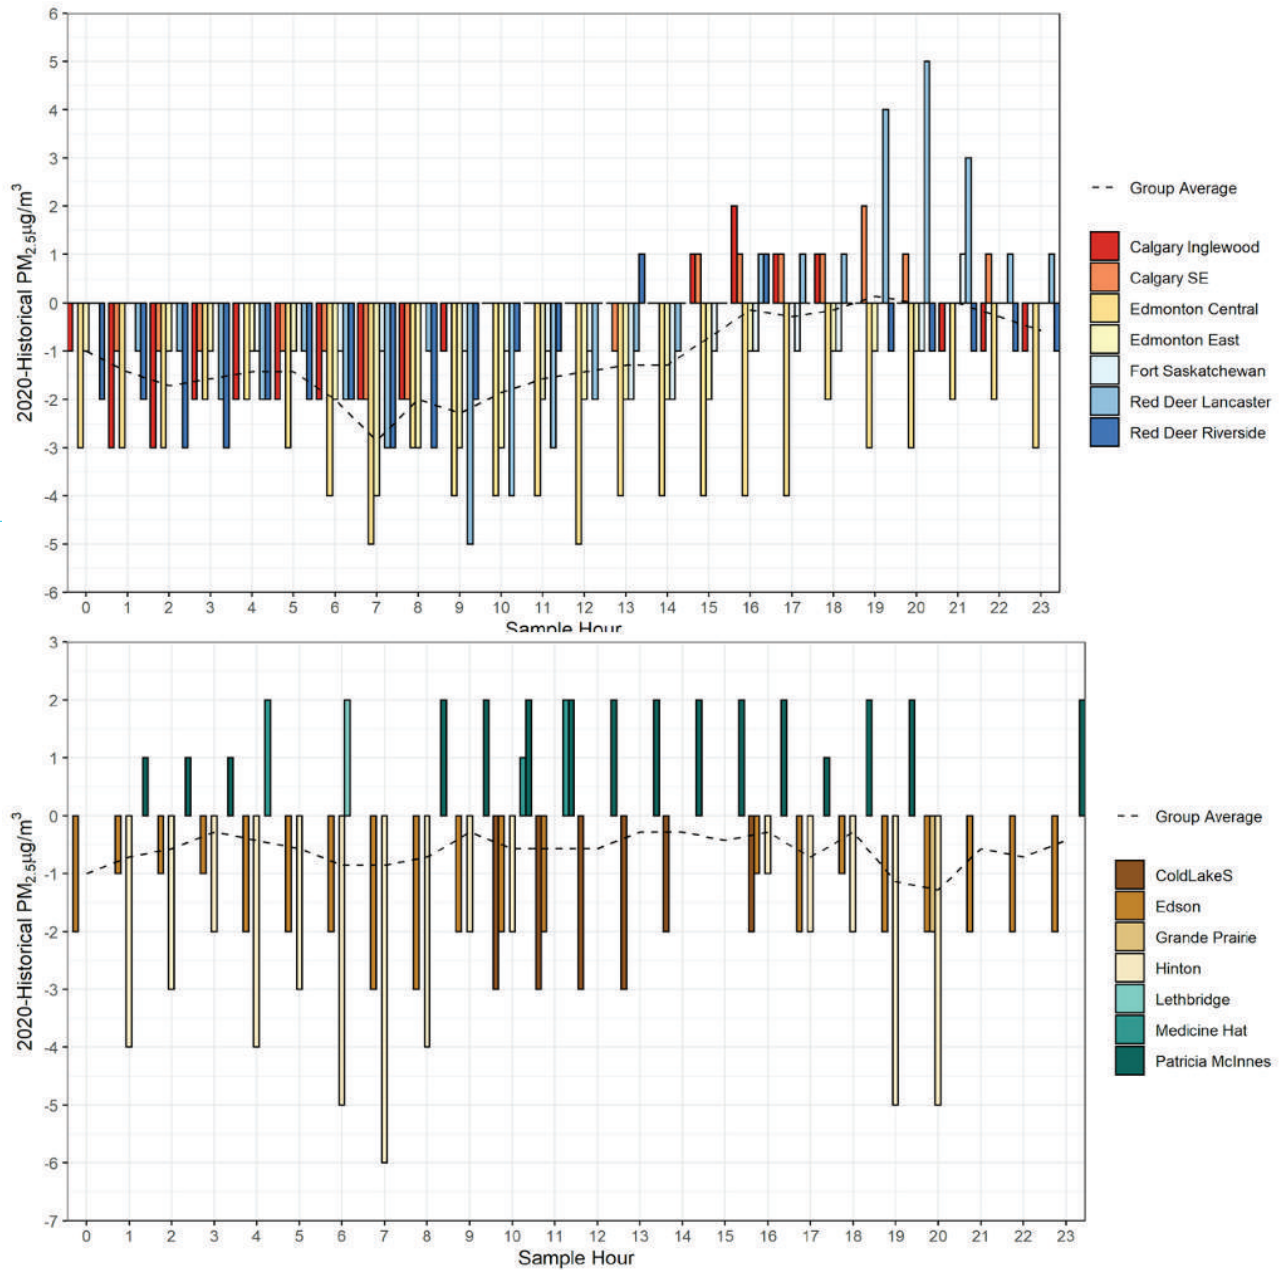 6
5
4
3
2
1
0
-1
-2
-3
-4
-5
-6
2020-Historical PM2.5μg/m3
0 1 2 3 4 5 6 7 8 9 10 11 12 13 14 15 16 17 18 19 20 21 22 23
Sample Hour
Group Average
Calgary Inglewood
Calgary SE
Edmonton Central
Edmonton East
Fort Saskatchewan
Red Deer Lancaster
Red Deer Riverside
3
2
1
0
-1
-2
-3
-4
-5
-6
-7
2020-Historical PM2.5μg/m3
0 1 2 3 4 5 6 7 8 9 10 11 12 13 14 15 16 17 18 19 20 21 22 23
Sample Hour
Group Average
ColdLakeS
Edson
Grande Prairie
Hinton
Lethbridge
Medicine Hat
Patricia McInnes